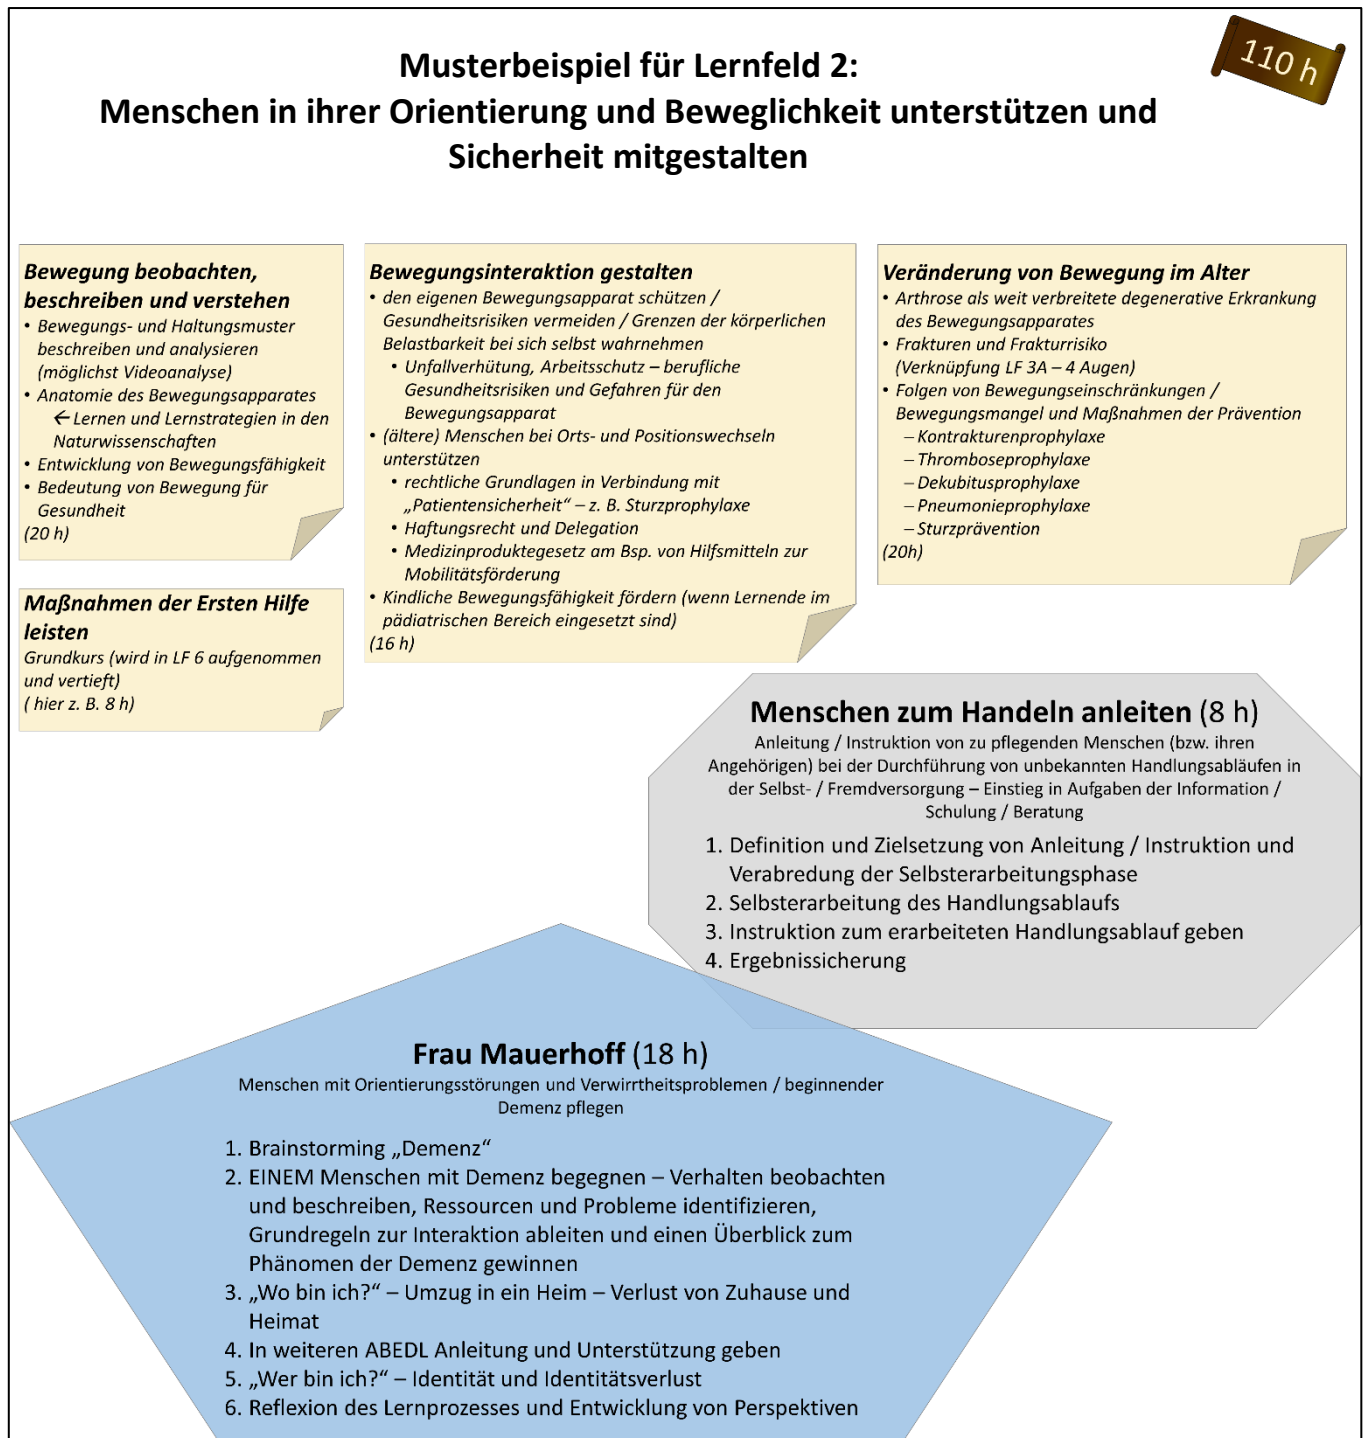 110 h
Musterbeispiel für Lernfeld 2:
Menschen in ihrer Orientierung und Beweglichkeit unterstützen und
Sicherheit mitgestalten
Bewegung beobachten,
beschreiben und verstehen
• Bewegungs- und Haltungsmuster
beschreiben und analysieren
(möglichst Videoanalyse)
• Anatomie des Bewegungsapparates
← Lernen und Lernstrategien in den
Naturwissenschaften
• Entwicklung von Bewegungsfähigkeit
• Bedeutung von Bewegung für
Gesundheit
(20 h)
Maßnahmen der Ersten Hilfe
leisten
Grundkurs (wird in LF 6 aufgenommen
und vertieft)
( hier z. B. 8 h)
Bewegungsinteraktion gestalten
• den eigenen Bewegungsapparat schützen /
Gesundheitsrisiken vermeiden / Grenzen der körperlichen
Belastbarkeit bei sich selbst wahrnehmen
• Unfallverhütung, Arbeitsschutz – berufliche
Gesundheitsrisiken und Gefahren für den
Bewegungsapparat
• (ältere) Menschen bei Orts- und Positionswechseln
unterstützen
• rechtliche Grundlagen in Verbindung mit
„Patientensicherheit“ – z. B. Sturzprophylaxe
• Haftungsrecht und Delegation
• Medizinproduktegesetz am Bsp. von Hilfsmitteln zur
Mobilitätsförderung
• Kindliche Bewegungsfähigkeit fördern (wenn Lernende im
pädiatrischen Bereich eingesetzt sind)
(16 h)
Veränderung von Bewegung im Alter
• Arthrose als weit verbreitete degenerative Erkrankung
des Bewegungsapparates
• Frakturen und Frakturrisiko
(Verknüpfung LF 3A – 4 Augen)
• Folgen von Bewegungseinschränkungen /
Bewegungsmangel und Maßnahmen der Prävention
– Kontrakturenprophylaxe
– Thromboseprophylaxe
– Dekubitusprophylaxe
– Pneumonieprophylaxe
– Sturzprävention
(20h)
Menschen zum Handeln anleiten (8 h)
Anleitung / Instruktion von zu pflegenden Menschen (bzw. ihren
Angehörigen) bei der Durchführung von unbekannten Handlungsabläufen in
der Selbst- / Fremdversorgung – Einstieg in Aufgaben der Information /
Schulung / Beratung
1. Definition und Zielsetzung von Anleitung / Instruktion und
Verabredung der Selbsterarbeitungsphase
2. Selbsterarbeitung des Handlungsablaufs
3. Instruktion zum erarbeiteten Handlungsablauf geben
4. Ergebnissicherung
Frau Mauerhoff (18 h)
Menschen mit Orientierungsstörungen und Verwirrtheitsproblemen / beginnender
Demenz pflegen
1. Brainstorming „Demenz“
2. EINEM Menschen mit Demenz begegnen – Verhalten beobachten
und beschreiben, Ressourcen und Probleme identifizieren,
Grundregeln zur Interaktion ableiten und einen Überblick zum
Phänomen der Demenz gewinnen
3. „Wo bin ich?“ – Umzug in ein Heim – Verlust von Zuhause und
Heimat
4. In weiteren ABEDL Anleitung und Unterstützung geben
5. „Wer bin ich?“ – Identität und Identitätsverlust
6. Reflexion des Lernprozesses und Entwicklung von Perspektiven